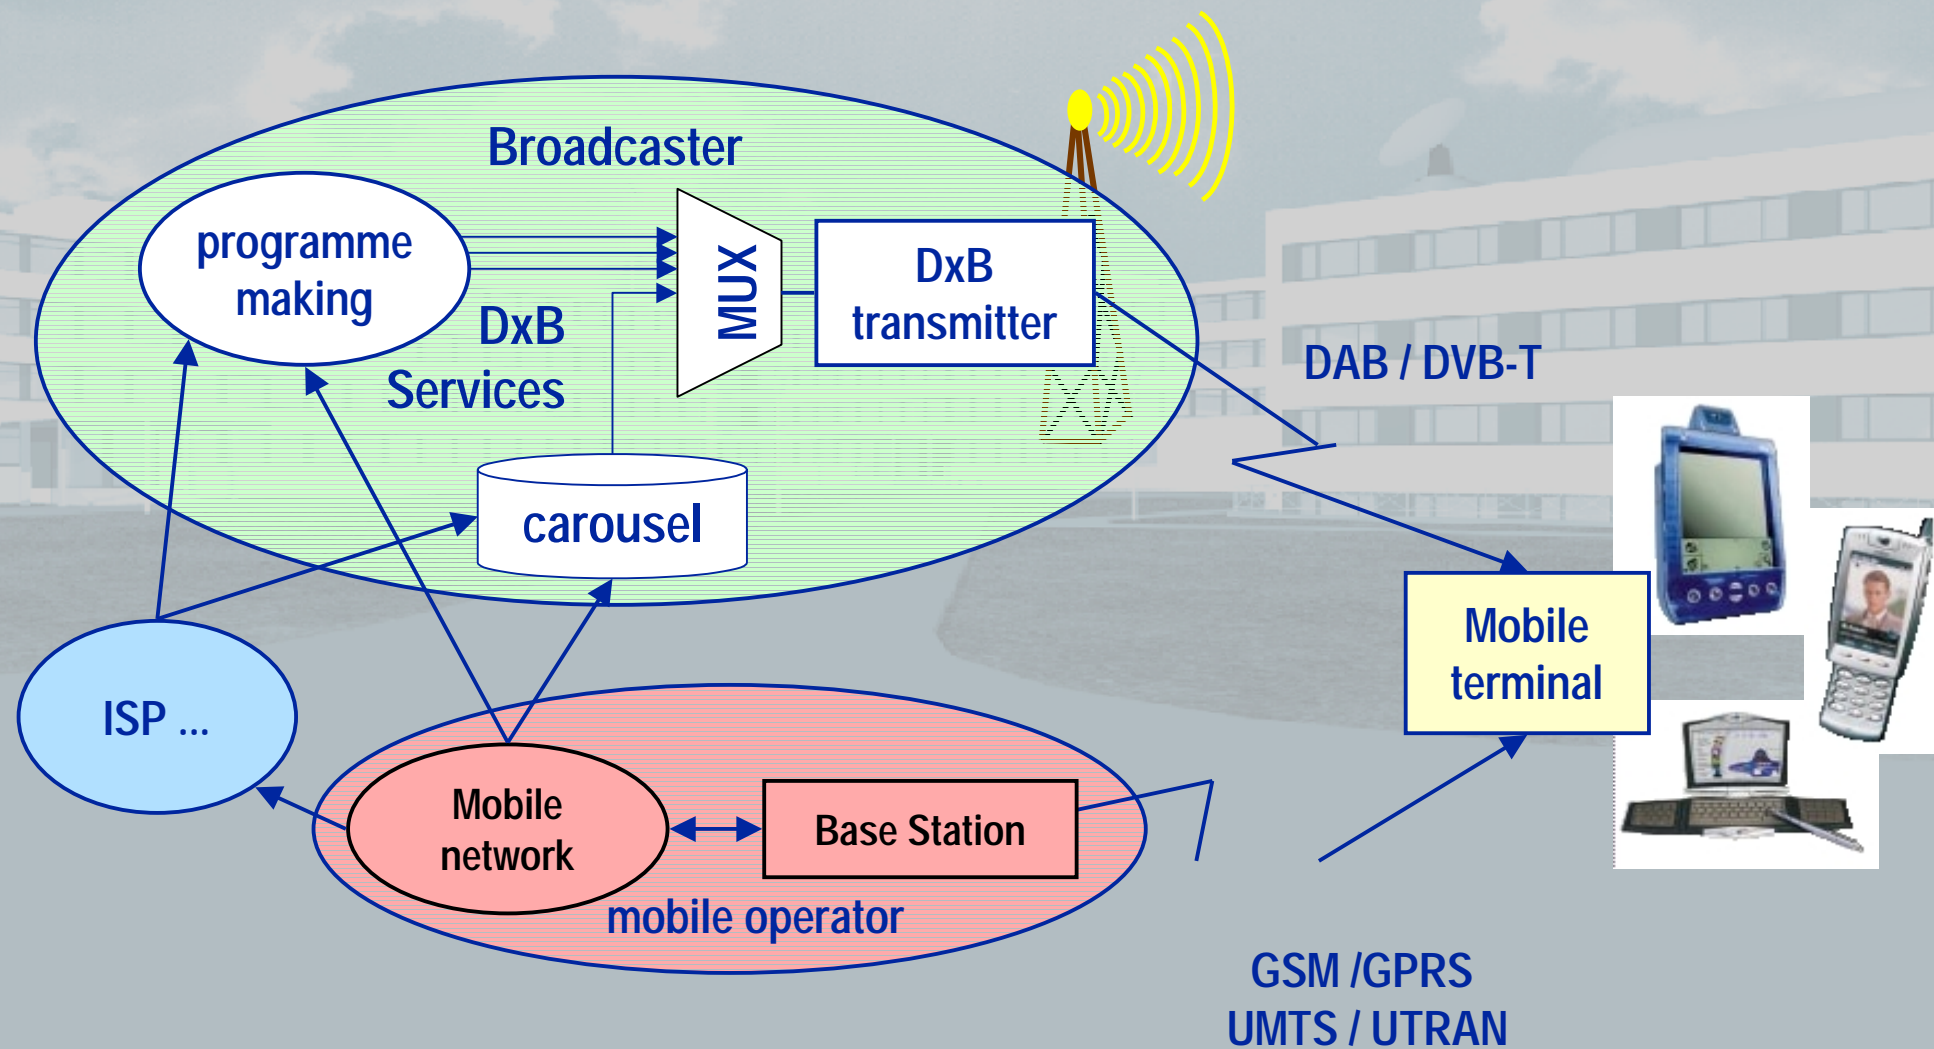 Broadcaster
programme
making
DxB
Services
MUX
DxB
transmitter
carousel
DAB / DVB-T
ISP ...
Mobile
terminal
Mobile
network
Base Station
mobile operator
GSM /GPRS
UMTS / UTRAN